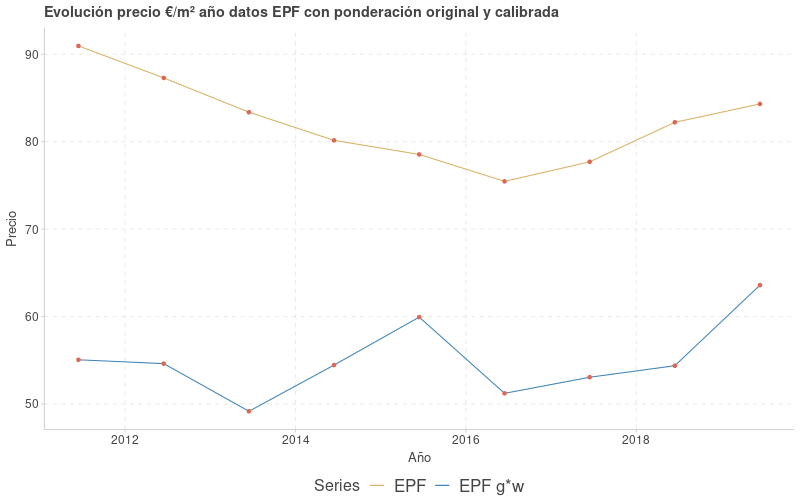 Evolución precio €/m² año datos EPF con ponderación original y calibrada
90
80
70
60
50
Precio
2012 2014 2016 2018
Año
Series EPF EPF g*w